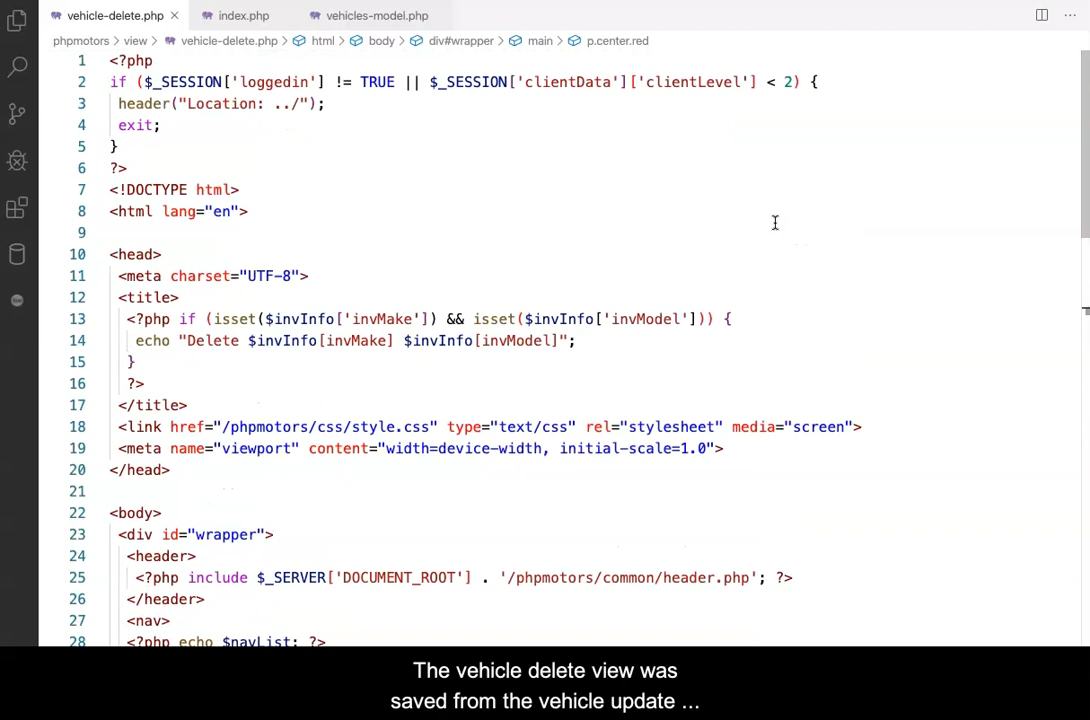 vehicle-delete.php × index.php vehicles-model.php ...
phpmotors > view > vehicle-delete.php > html > body > div#wrapper > main > p.center.red
1 <?php
2 if ($_SESSION['loggedin'] != TRUE || $_SESSION['clientData']['clientLevel'] < 2) {
3 header("Location: ../");
4 exit;
5 }
6 ?>
7 <!DOCTYPE html>
8 <html lang="en">
9
10 <head>
11 <meta charset="UTF-8">
12 <title>
13 <?php if (isset($invInfo['invMake']) && isset($invInfo['invModel'])) {
14 echo "Delete $invInfo[invMake] $invInfo[invModel]";
15 }
16 ?>
17 </title>
18 <link href="/phpmotors/css/style.css" type="text/css" rel="stylesheet" media="screen">
19 <meta name="viewport" content="width=device-width, initial-scale=1.0">
20 </head>
21
22 <body>
23 <div id="wrapper">
24 <header>
25 <?php include $_SERVER['DOCUMENT_ROOT'] . '/phpmotors/common/header.php'; ?>
26 </header>
27 <nav>
28 <?php echo $navList; ?>
The vehicle delete view was
saved from the vehicle update ...